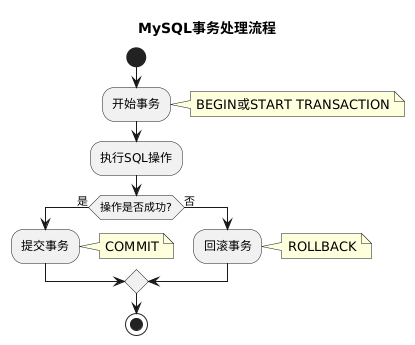 MySQL事务处理流程
开始事务
BEGIN或START TRANSACTION
执行SQL操作
是
操作是否成功?
否
提交事务
COMMIT
回滚事务
ROLLBACK